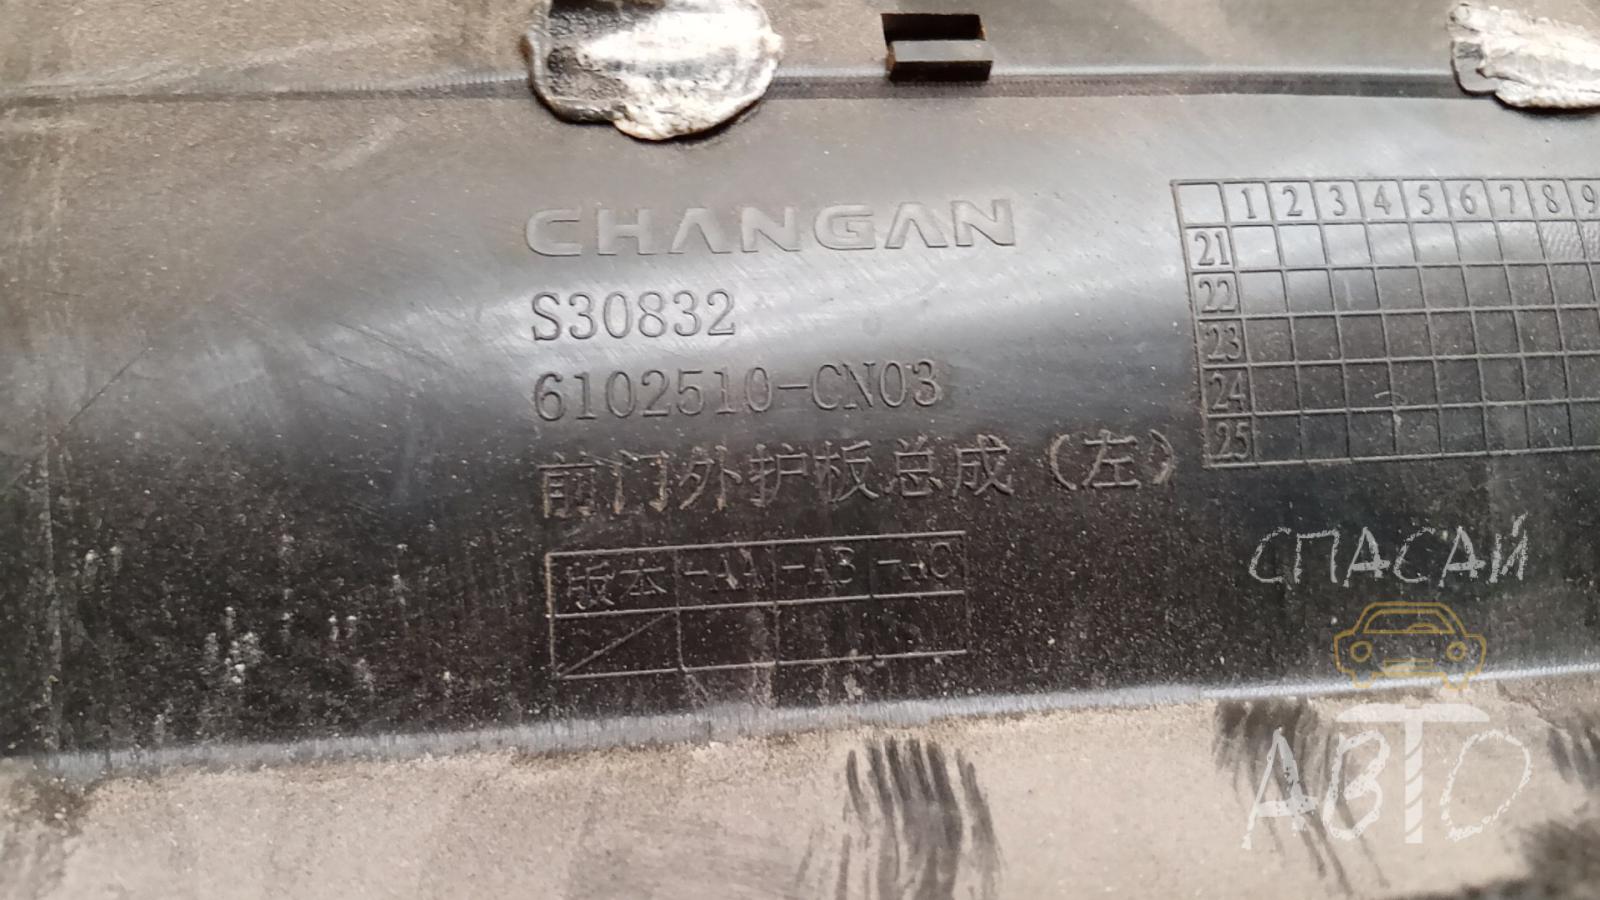 CHANGAN
S30832
6102510-CN03
前门外护板总成（左）
版本 -AA -AB -AC
1 2 3 4 5 6 7 8 9
21
22
23
24
25
СПАСАЙ
АВТО